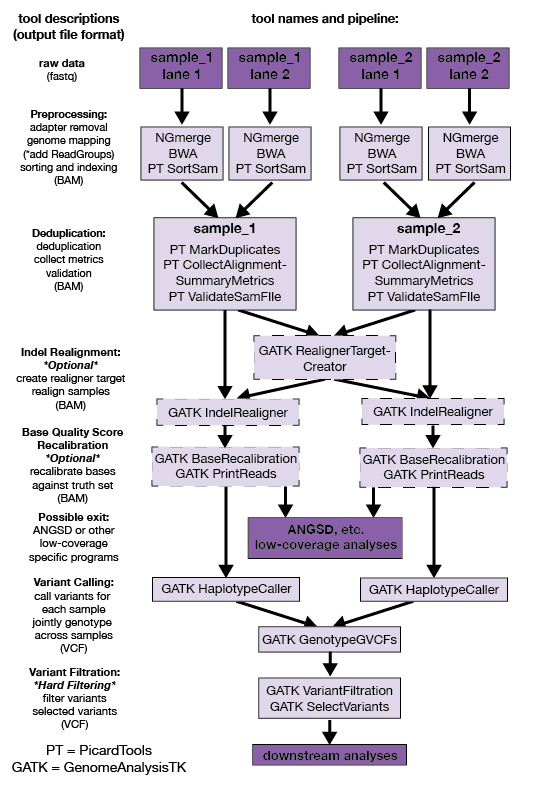 tool descriptions
(output file format)
tool names and pipeline:
raw data
(fastq)
sample_1
lane 1
sample_1
lane 2
sample_2
lane 1
sample_2
lane 2
Preprocessing:
adapter removal
genome mapping
(*add ReadGroups)
sorting and indexing
(BAM)
NGmerge
BWA
PT SortSam
NGmerge
BWA
PT SortSam
NGmerge
BWA
PT SortSam
NGmerge
BWA
PT SortSam
Deduplication:
deduplication
collect metrics
validation
(BAM)
sample_1
PT MarkDuplicates
PT CollectAlignment-
SummaryMetrics
PT ValidateSamFIle
sample_2
PT MarkDuplicates
PT CollectAlignment-
SummaryMetrics
PT ValidateSamFIle
Indel Realignment:
*Optional*
create realigner target
realign samples
(BAM)
GATK RealignerTarget-
Creator
GATK IndelRealigner
GATK IndelRealigner
Base Quality Score
Recalibration
*Optional*
recalibrate bases
against truth set
(BAM)
GATK BaseRecalibration
GATK PrintReads
GATK BaseRecalibration
GATK PrintReads
Possible exit:
ANGSD or other
low-coverage
specific programs
ANGSD, etc.
low-coverage analyses
Variant Calling:
call variants for
each sample
jointly genotype
across samples
(VCF)
GATK HaplotypeCaller
GATK HaplotypeCaller
GATK GenotypeGVCFs
Variant Filtration:
*Hard Filtering*
filter variants
selected variants
(VCF)
GATK VariantFiltration
GATK SelectVariants
PT = PicardTools
GATK = GenomeAnalysisTK
downstream analyses